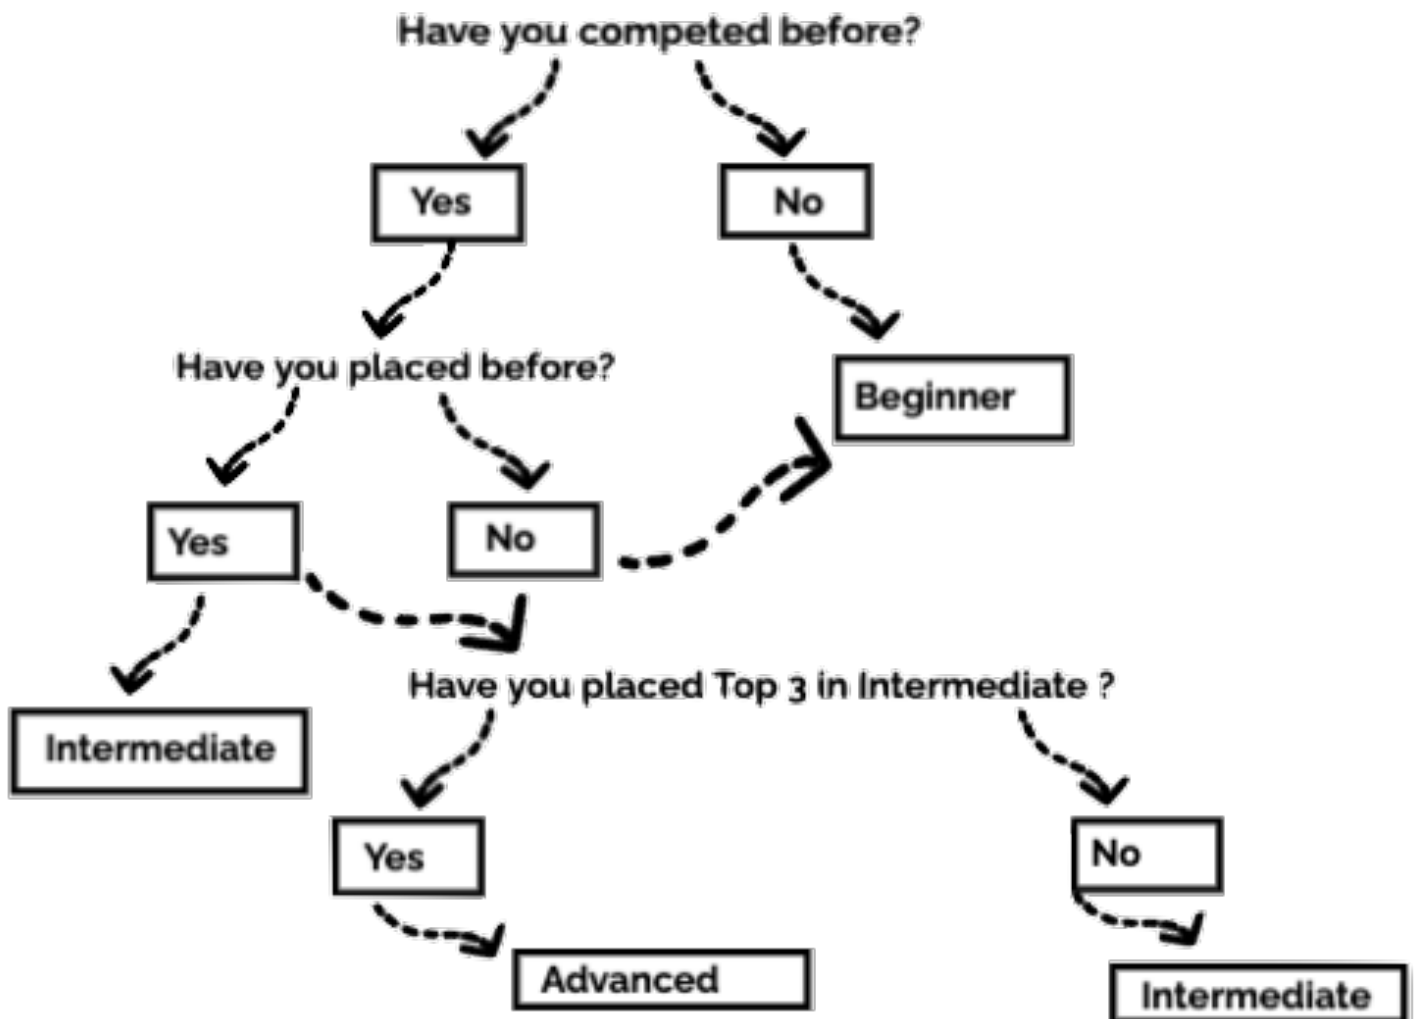 Have you competed before?
Yes
No
Have you placed before?
Beginner
Yes
No
Have you placed Top 3 in Intermediate ?
Intermediate
Yes
No
Advanced
Intermediate